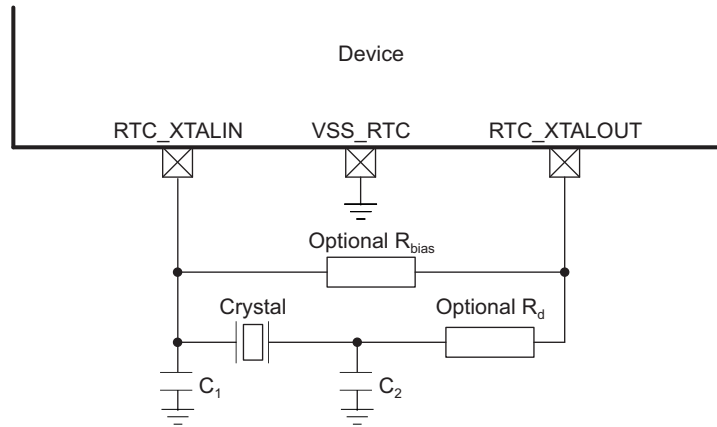 Device
RTC_XTALIN VSS_RTC RTC_XTALOUT
Optional Rbias
Crystal Optional Rd
C1 C2